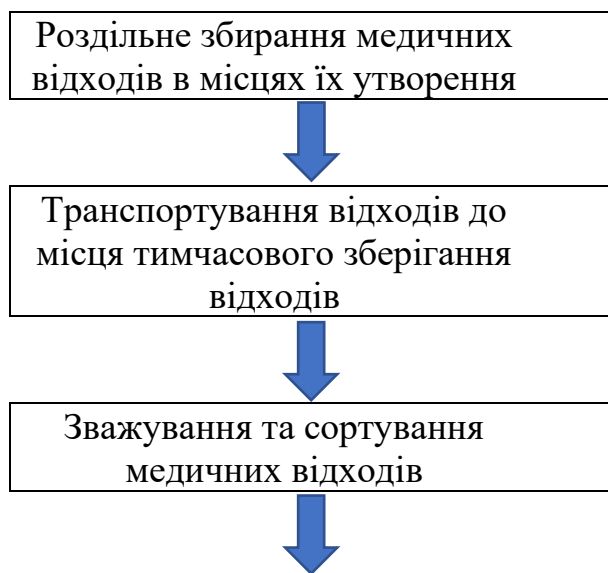 Роздільне збирання медичних
відходів в місцях їх утворення
Транспортування відходів до
місця тимчасового зберігання
відходів
Зважування та сортування
медичних відходів